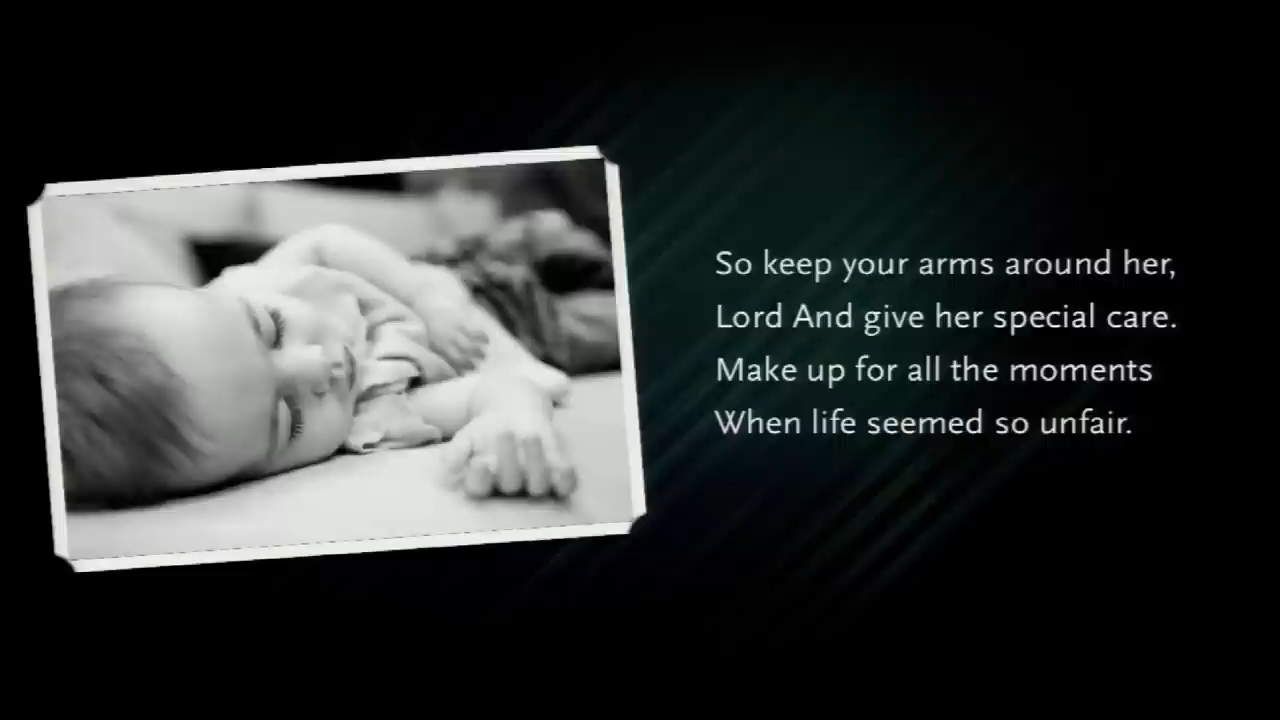 So keep your arms around her,
Lord And give her special care.
Make up for all the moments
When life seemed so unfair.